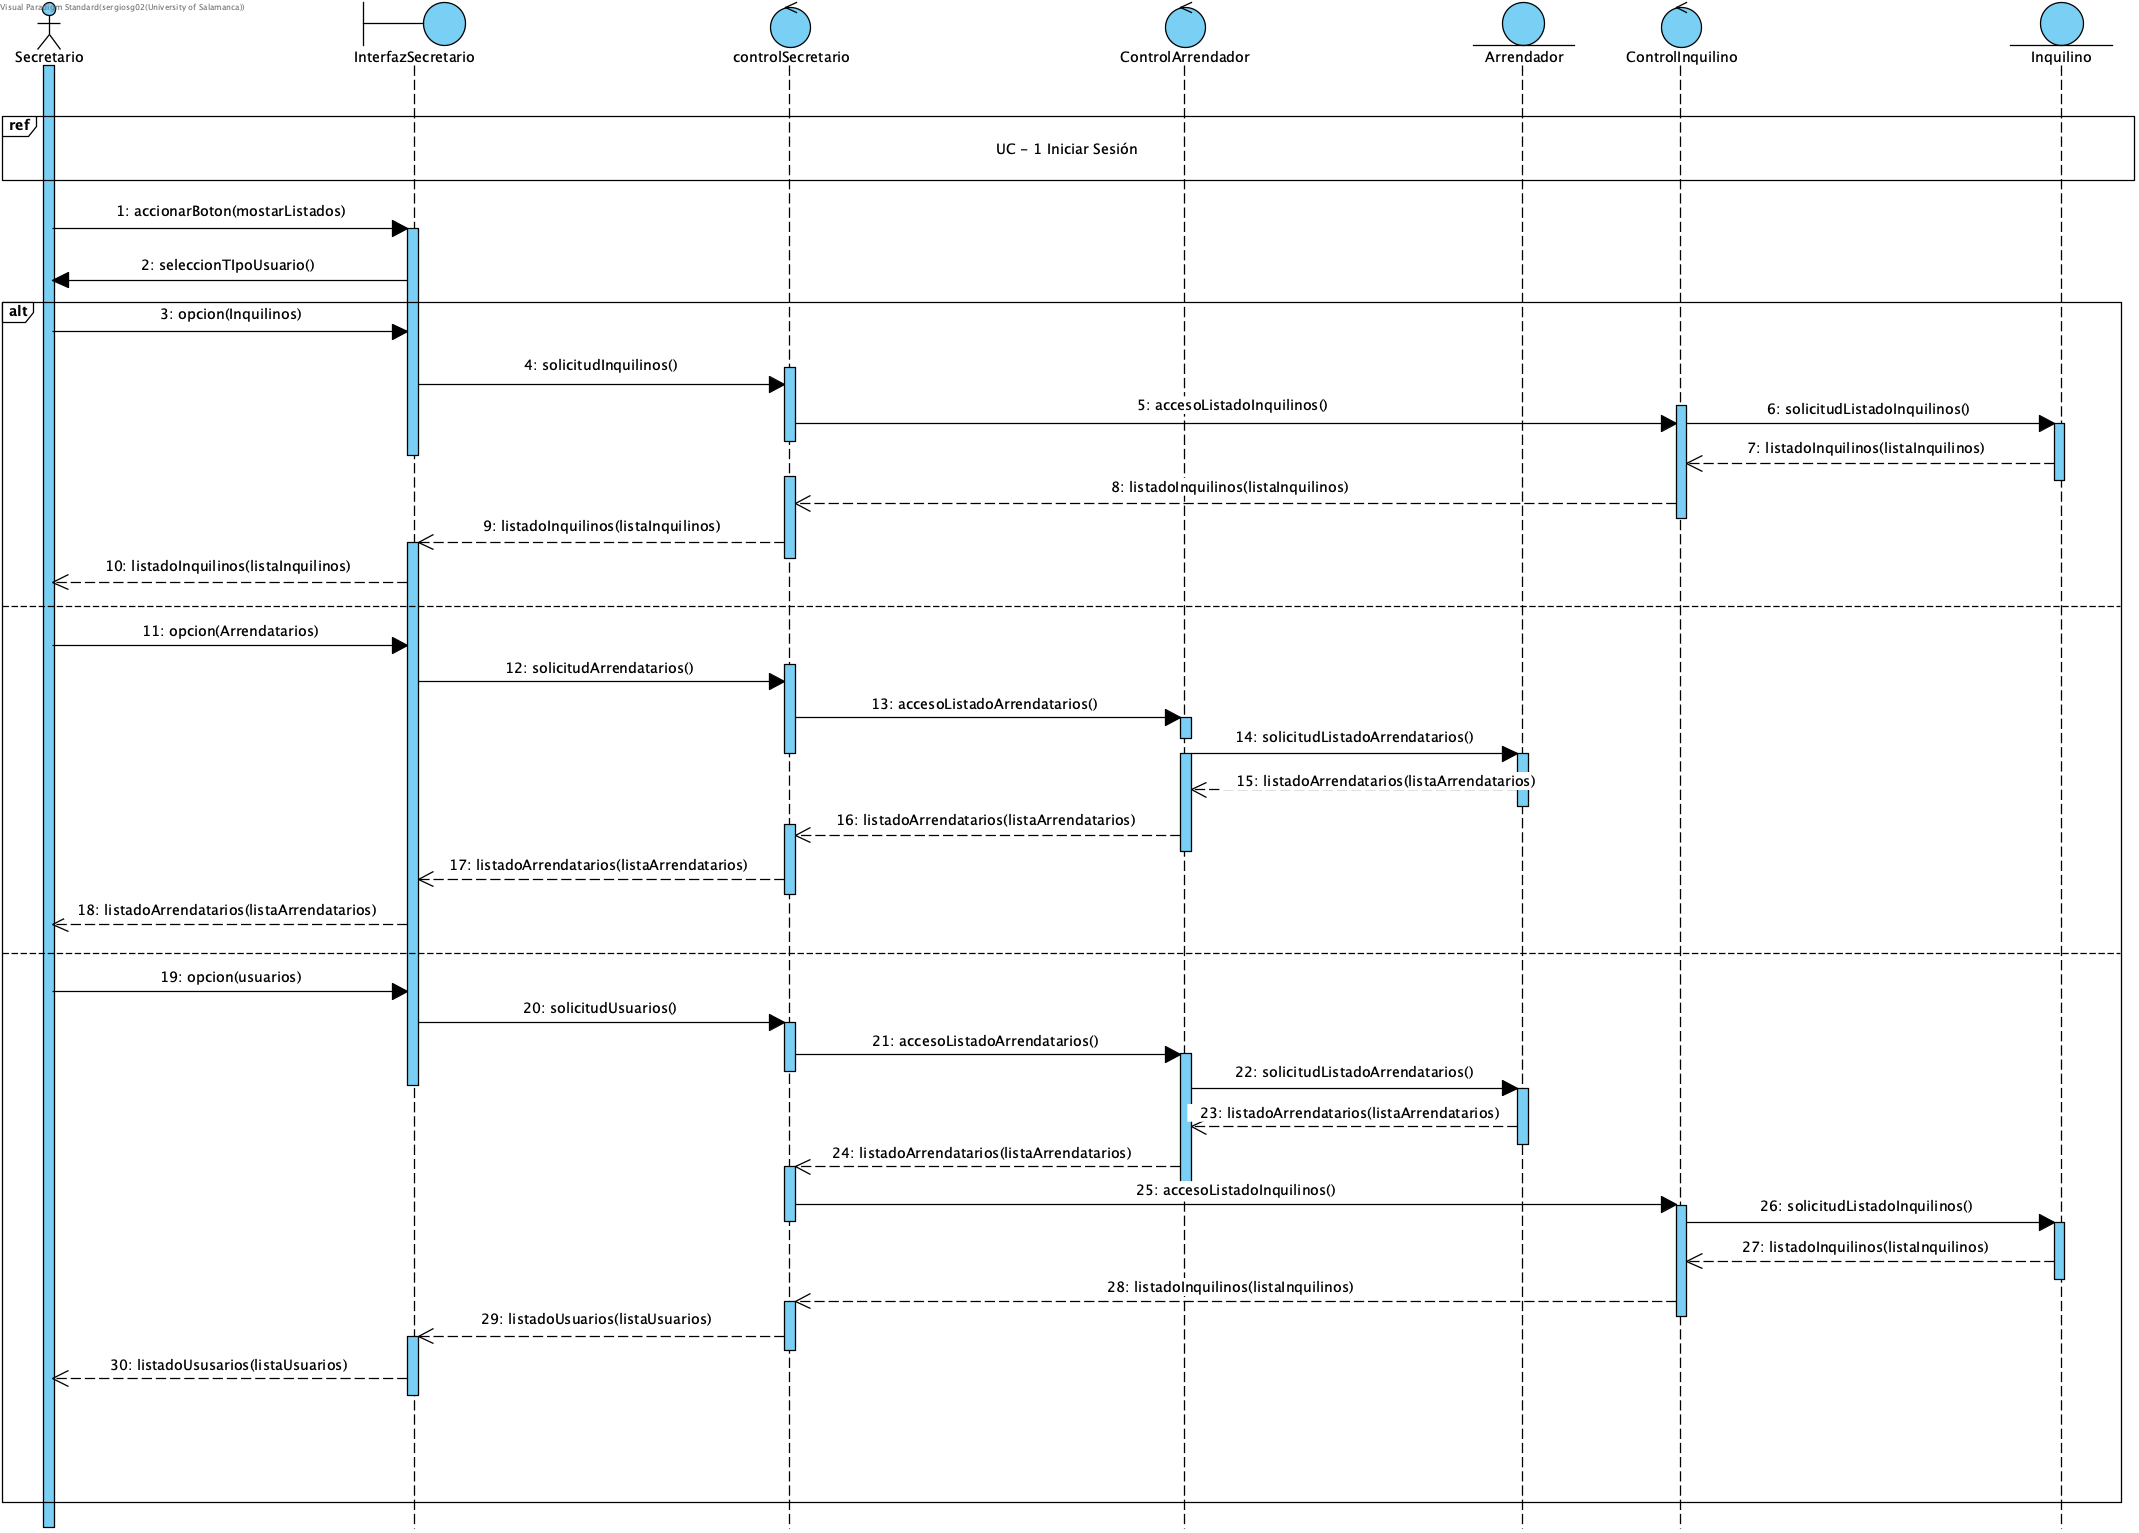 Visual Paradigm Standard(sergiosg02(University of Salamanca))
Secretario
InterfazSecretario
controlSecretario
ControlArrendador
Arrendador
ControlInquilino
Inquilino
ref
UC - 1 Iniciar Sesión
1: accionarBoton(mostarListados)
2: seleccionTIpoUsuario()
alt
3: opcion(Inquilinos)
4: solicitudInquilinos()
5: accesoListadoInquilinos()
6: solicitudListadoInquilinos()
7: listadoInquilinos(listaInquilinos)
8: listadoInquilinos(listaInquilinos)
9: listadoInquilinos(listaInquilinos)
10: listadoInquilinos(listaInquilinos)
11: opcion(Arrendatarios)
12: solicitudArrendatarios()
13: accesoListadoArrendatarios()
14: solicitudListadoArrendatarios()
15: listadoArrendatarios(listaArrendatarios)
16: listadoArrendatarios(listaArrendatarios)
17: listadoArrendatarios(listaArrendatarios)
18: listadoArrendatarios(listaArrendatarios)
19: opcion(usuarios)
20: solicitudUsuarios()
21: accesoListadoArrendatarios()
22: solicitudListadoArrendatarios()
23: listadoArrendatarios(listaArrendatarios)
24: listadoArrendatarios(listaArrendatarios)
25: accesoListadoInquilinos()
26: solicitudListadoInquilinos()
27: listadoInquilinos(listaInquilinos)
28: listadoInquilinos(listaInquilinos)
29: listadoUsuarios(listaUsuarios)
30: listadoUsusarios(listaUsuarios)